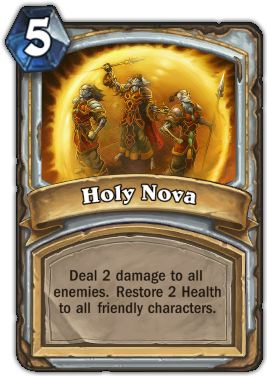 5
Holy Nova
Deal 2 damage to all
enemies. Restore 2 Health
to all friendly characters.